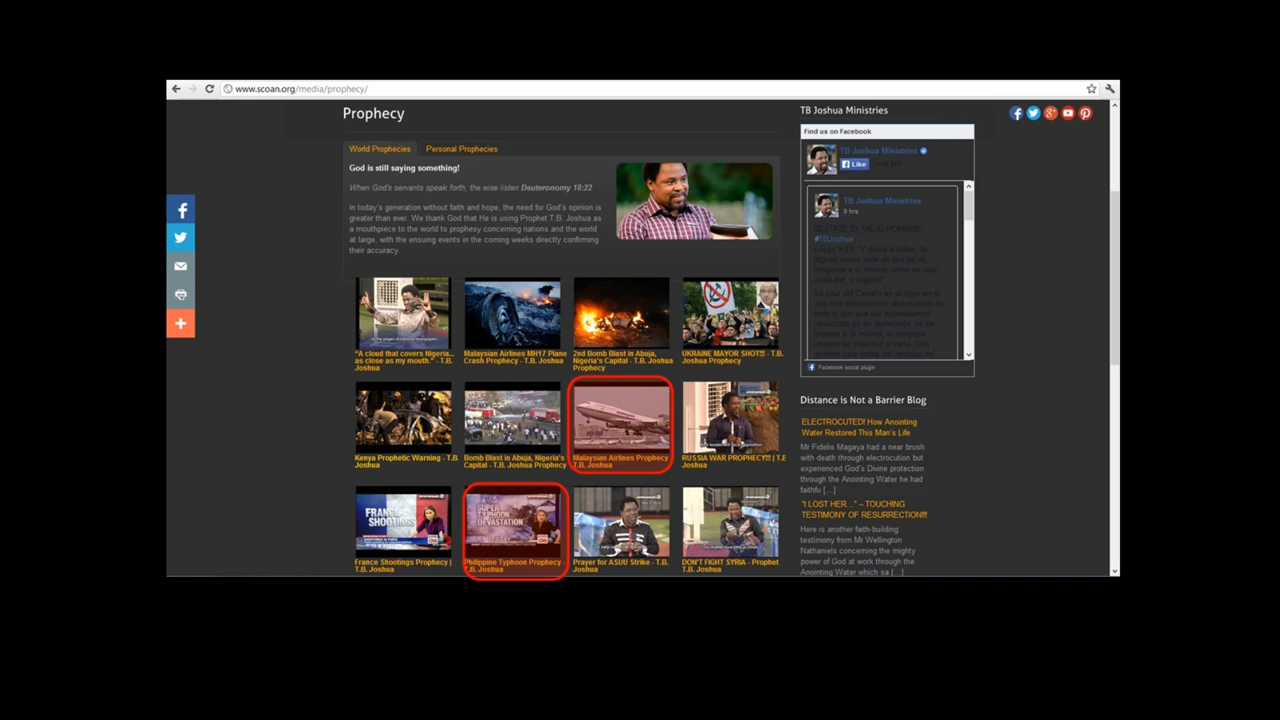 www.scoan.org/media/prophecy/
Prophecy
World Prophecies
Personal Prophecies
God is still saying something!
When God's servants speak forth, the wise listen Deuteronomy 18:22
In today's generation without faith and hope, the need for God's opinion is
greater than ever. We thank God that He is using Prophet T.B. Joshua as
a mouthpiece to the world to prophesy concerning nations and the world
at large, with the ensuing events in the coming weeks directly confirming
their accuracy.
"A cloud that covers Nigeria...
as close as my mouth." - T.B.
Joshua
Malaysian Airlines MH17 Plane
Crash Prophecy - T.B. Joshua
2nd Bomb Blast in Abuja,
Nigeria's Capital - T.B. Joshua
Prophecy
UKRAINE MAYOR SHOT!!! - T.B.
Joshua Prophecy
Kenya Prophetic Warning - T.B.
Joshua
Bomb Blast in Abuja, Nigeria's
Capital - T.B. Joshua Prophecy
Malaysian Airlines Prophecy
T.B. Joshua
RUSSIA WAR PROPHECY!!! | T.B
Joshua
FRANCE
SHOOTINGS
France Shootings Prophecy |
T.B. Joshua
SUPER
TYPHOON
DEVASTATION
Philippine Typhoon Prophecy -
T.B. Joshua
Prayer for ASUU Strike - T.B.
Joshua
DON'T FIGHT SYRIA - Prophet
T.B. Joshua
TB Joshua Ministries
Find us on Facebook
TB Joshua Ministries
Like
TB Joshua Ministries
9 hrs
QUÍTATE EL VIEJO HOMBRE
#TBJoshua
Facebook social plugin
Distance is Not a Barrier Blog
ELECTROCUTED! How Anointing
Water Restored This Man's Life
Mr Fidelis Magaya had a near brush
with death through electrocution but
experienced God's Divine protection
through the Anointing Water he had
faithfu [...]
"I LOST HER..." – TOUCHING
TESTIMONY OF RESURRECTION!!!
Here is another faith-building
testimony from Mr Wellington
Nathaniels concerning the mighty
power of God at work through the
Anointing Water which sa [...]